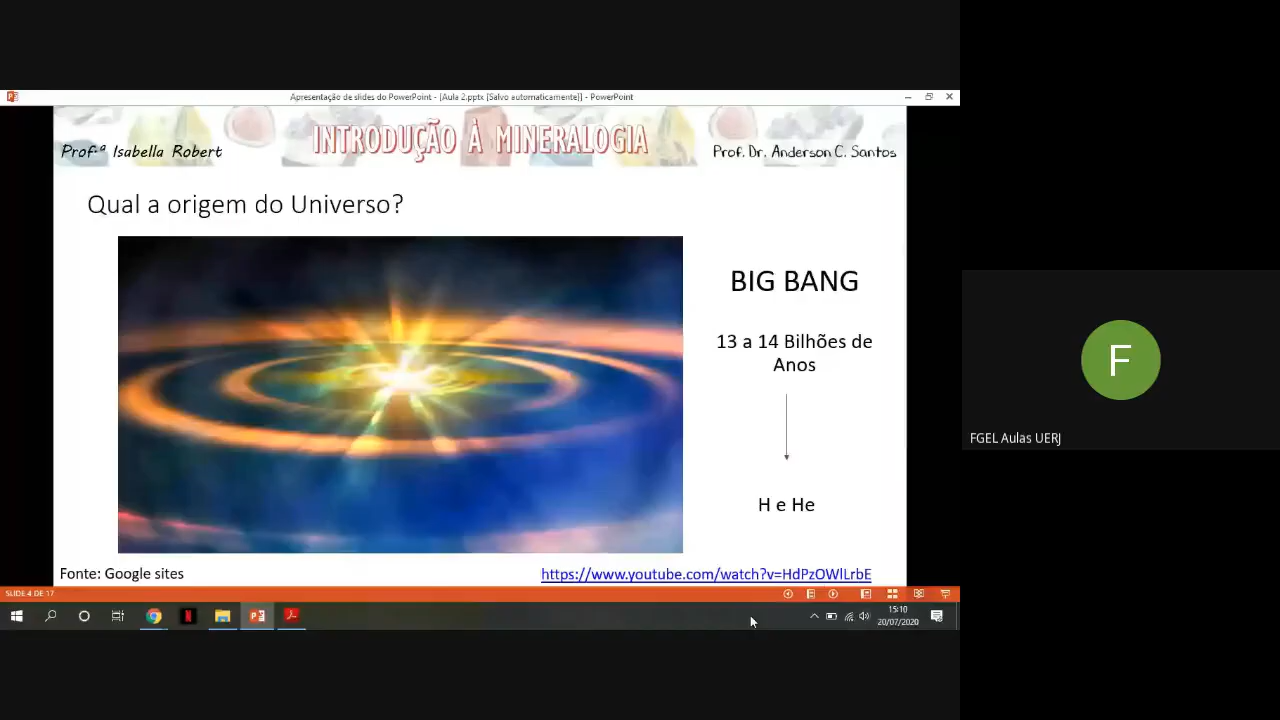 Apresentação de slides do PowerPoint - [Aula 2.pptx [Salvo automaticamente]] - PowerPoint
Profª Isabella Robert
INTRODUÇÃO À MINERALOGIA
Prof. Dr. Anderson C. Santos
Qual a origem do Universo?
BIG BANG
13 a 14 Bilhões de
Anos
H e He
Fonte: Google sites
https://www.youtube.com/watch?v=HdPzOWlLrbE
SLIDE 4 DE 17
15:10
20/07/2020
F
FGEL Aulas UERJ